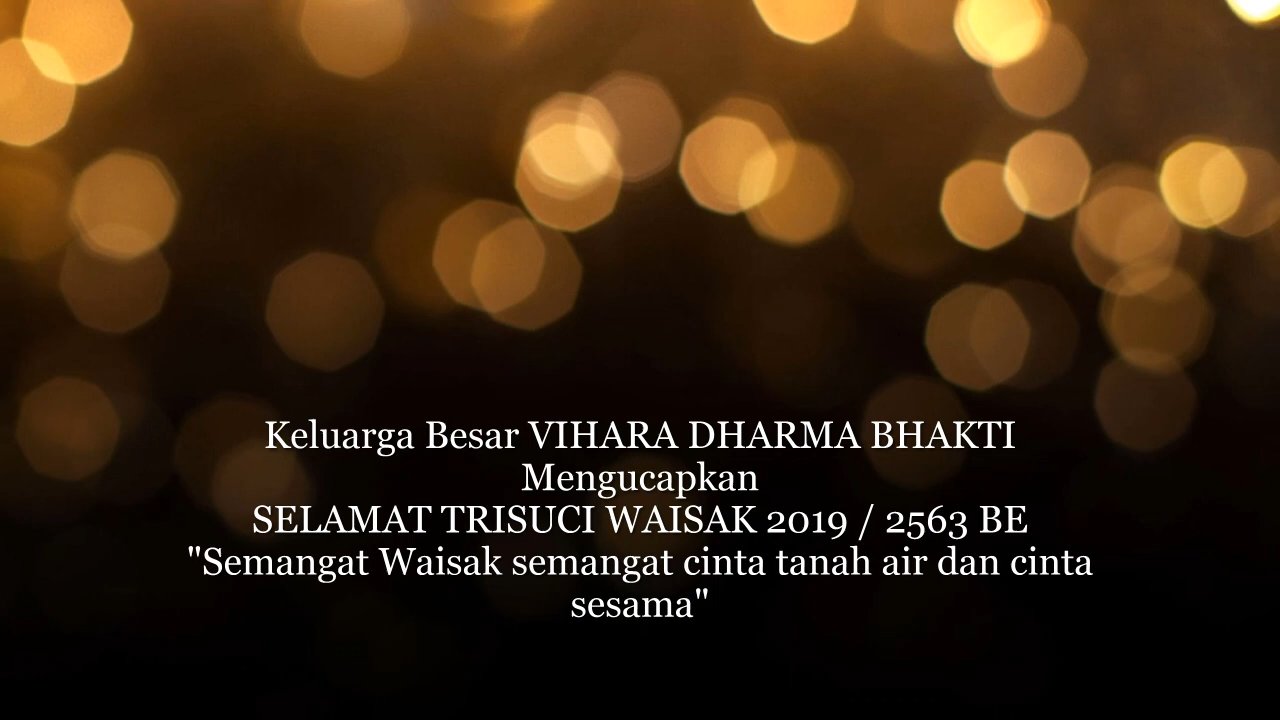 Keluarga Besar VIHARA DHARMA BHAKTI
Mengucapkan
SELAMAT TRISUCI WAISAK 2019 / 2563 BE
"Semangat Waisak semangat cinta tanah air dan cinta
sesama"